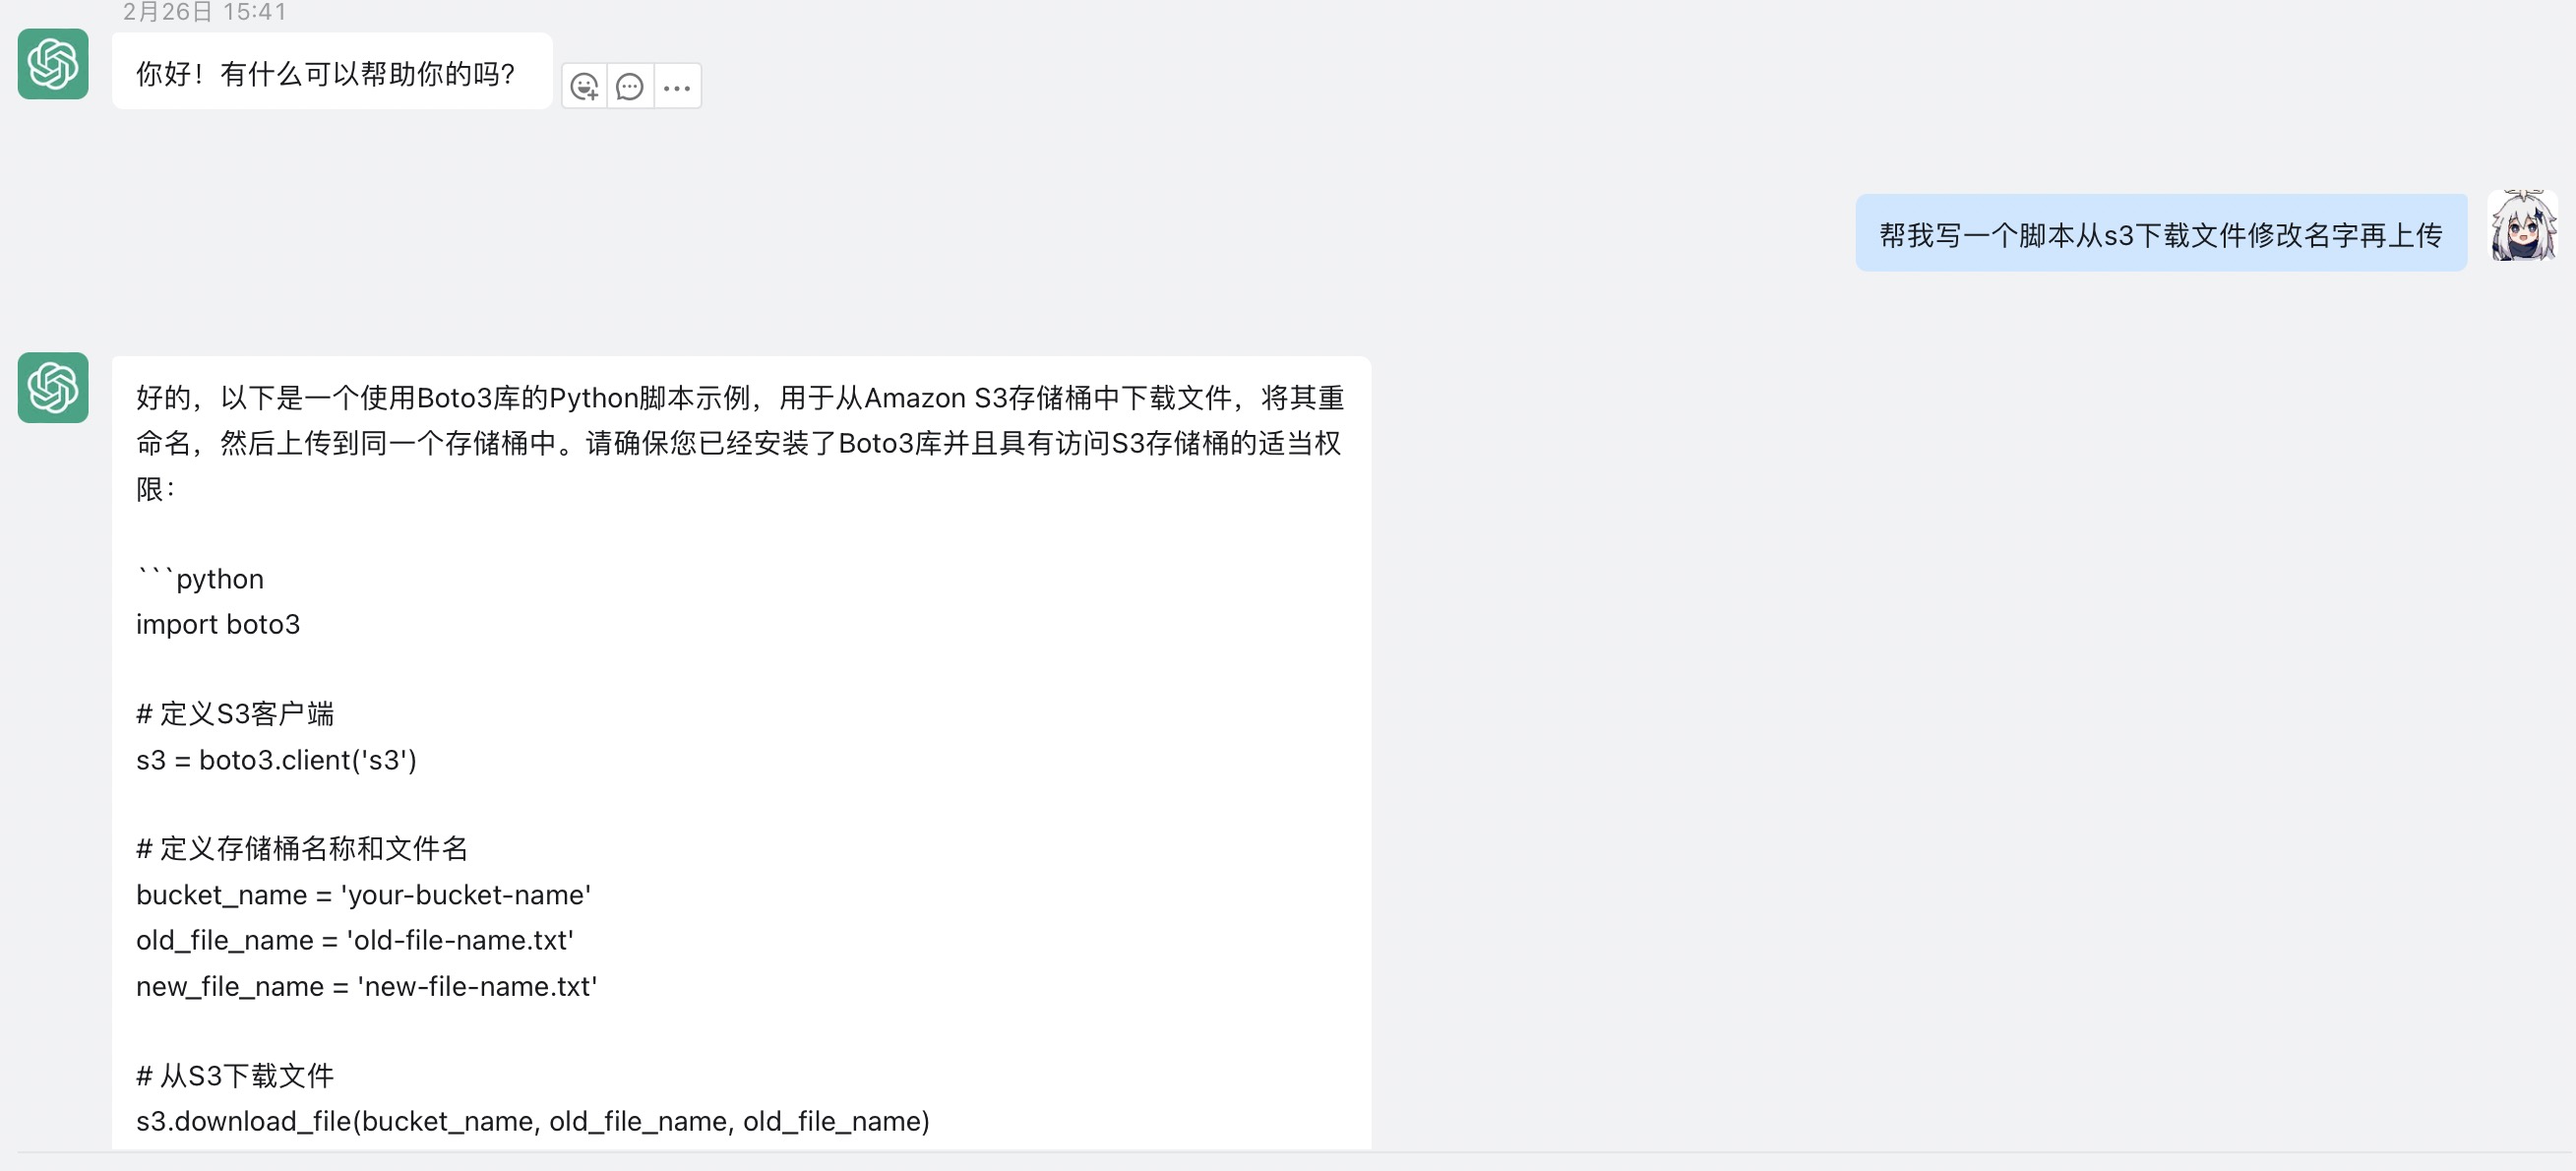 2月26日 15:41
你好！有什么可以帮助你的吗？
帮我写一个脚本从s3下载文件修改名字再上传
好的，以下是一个使用Boto3库的Python脚本示例，用于从Amazon S3存储桶中下载文件，将其重
命名，然后上传到同一个存储桶中。请确保您已经安装了Boto3库并且具有访问S3存储桶的适当权
限：
```python
import boto3
# 定义S3客户端
s3 = boto3.client('s3')
# 定义存储桶名称和文件名
bucket_name = 'your-bucket-name'
old_file_name = 'old-file-name.txt'
new_file_name = 'new-file-name.txt'
# 从S3下载文件
s3.download_file(bucket_name, old_file_name, old_file_name)